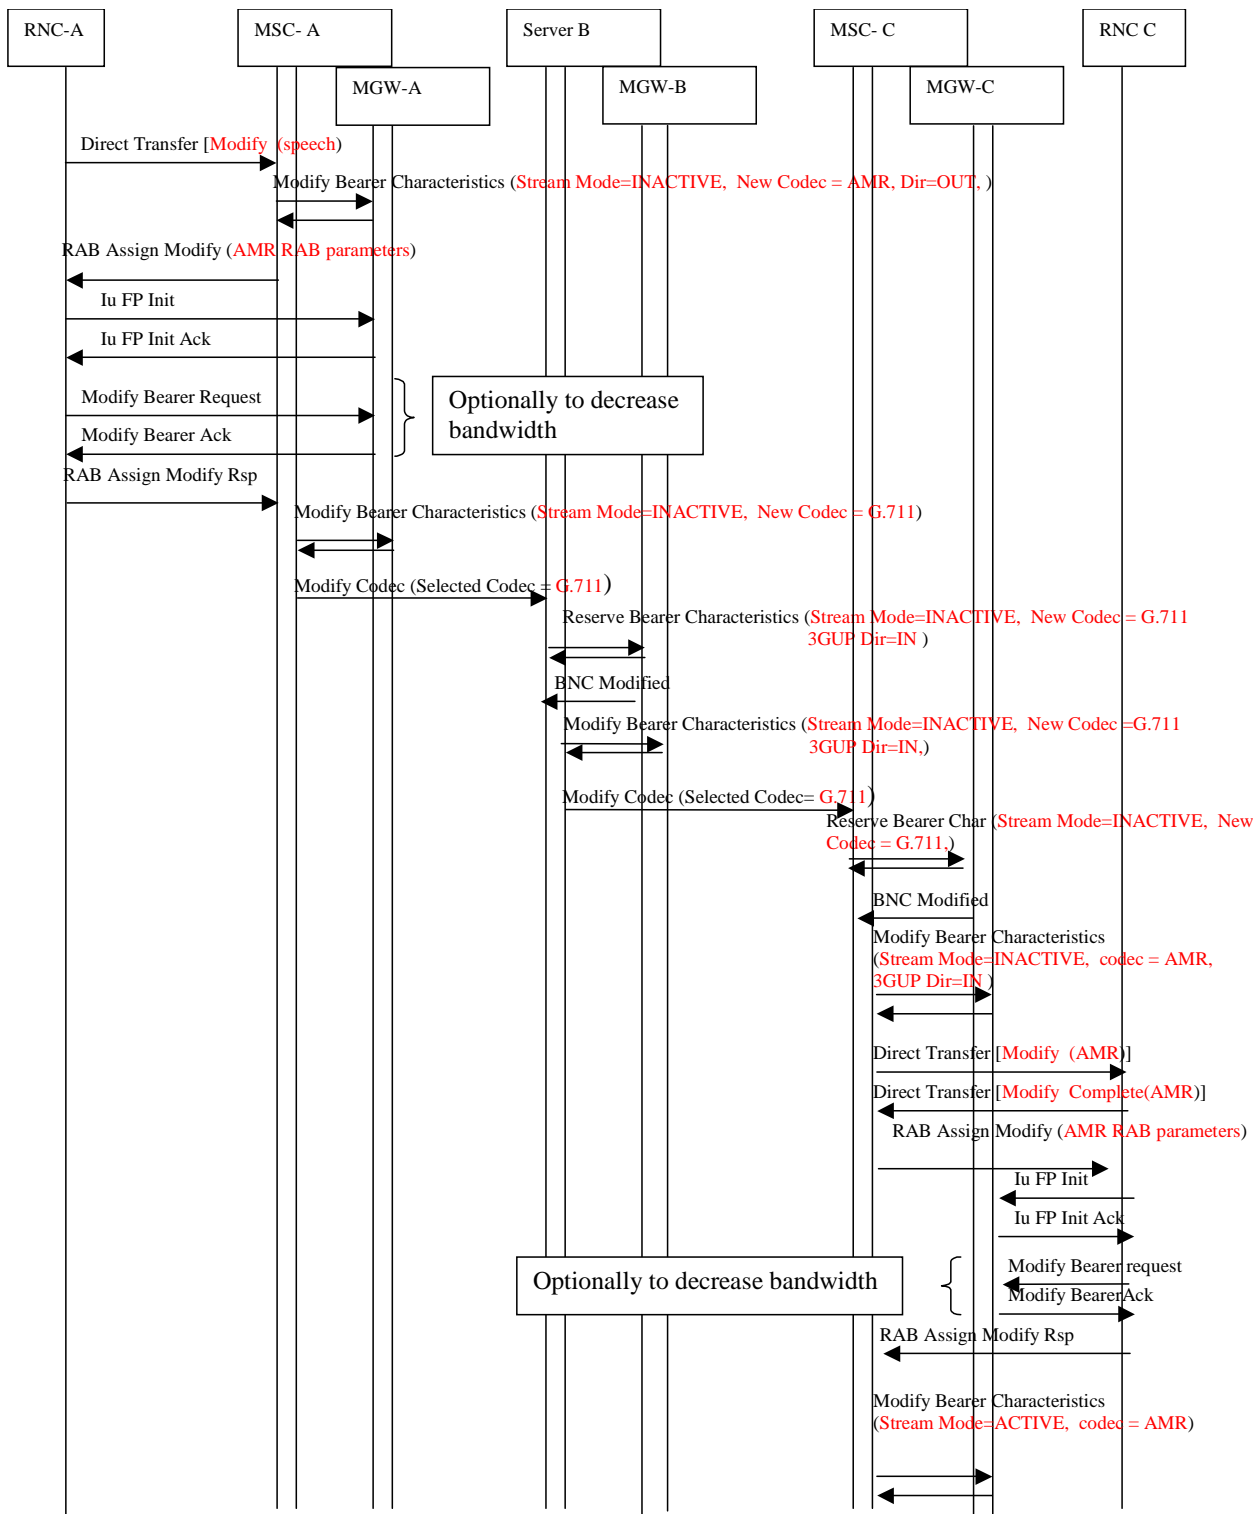 RNC-A
MSC- A
Server B
MSC- C
RNC C
MGW-A
MGW-B
MGW-C
Direct Transfer [Modify (speech)
Modify Bearer Characteristics (Stream Mode=INACTIVE, New Codec = AMR, Dir=OUT, )
RAB Assign Modify (AMR RAB parameters)
Iu FP Init
Iu FP Init Ack
Modify Bearer Request
Optionally to decrease
bandwidth
Modify Bearer Ack
RAB Assign Modify Rsp
Modify Bearer Characteristics (Stream Mode=INACTIVE, New Codec = G.711)
Modify Codec (Selected Codec = G.711)
Reserve Bearer Characteristics (Stream Mode=INACTIVE, New Codec = G.711
3GUP Dir=IN )
BNC Modified
Modify Bearer Characteristics (Stream Mode=INACTIVE, New Codec =G.711
3GUP Dir=IN,)
Modify Codec (Selected Codec= G.711)
Reserve Bearer Char (Stream Mode=INACTIVE, New
Codec = G.711,)
BNC Modified
Modify Bearer Characteristics
(Stream Mode=INACTIVE, codec = AMR,
3GUP Dir=IN )
Direct Transfer [Modify (AMR)]
Direct Transfer [Modify Complete(AMR)]
RAB Assign Modify (AMR RAB parameters)
Iu FP Init
Iu FP Init Ack
Optionally to decrease bandwidth
Modify Bearer request
Modify BearerAck
RAB Assign Modify Rsp
Modify Bearer Characteristics
(Stream Mode=ACTIVE, codec = AMR)